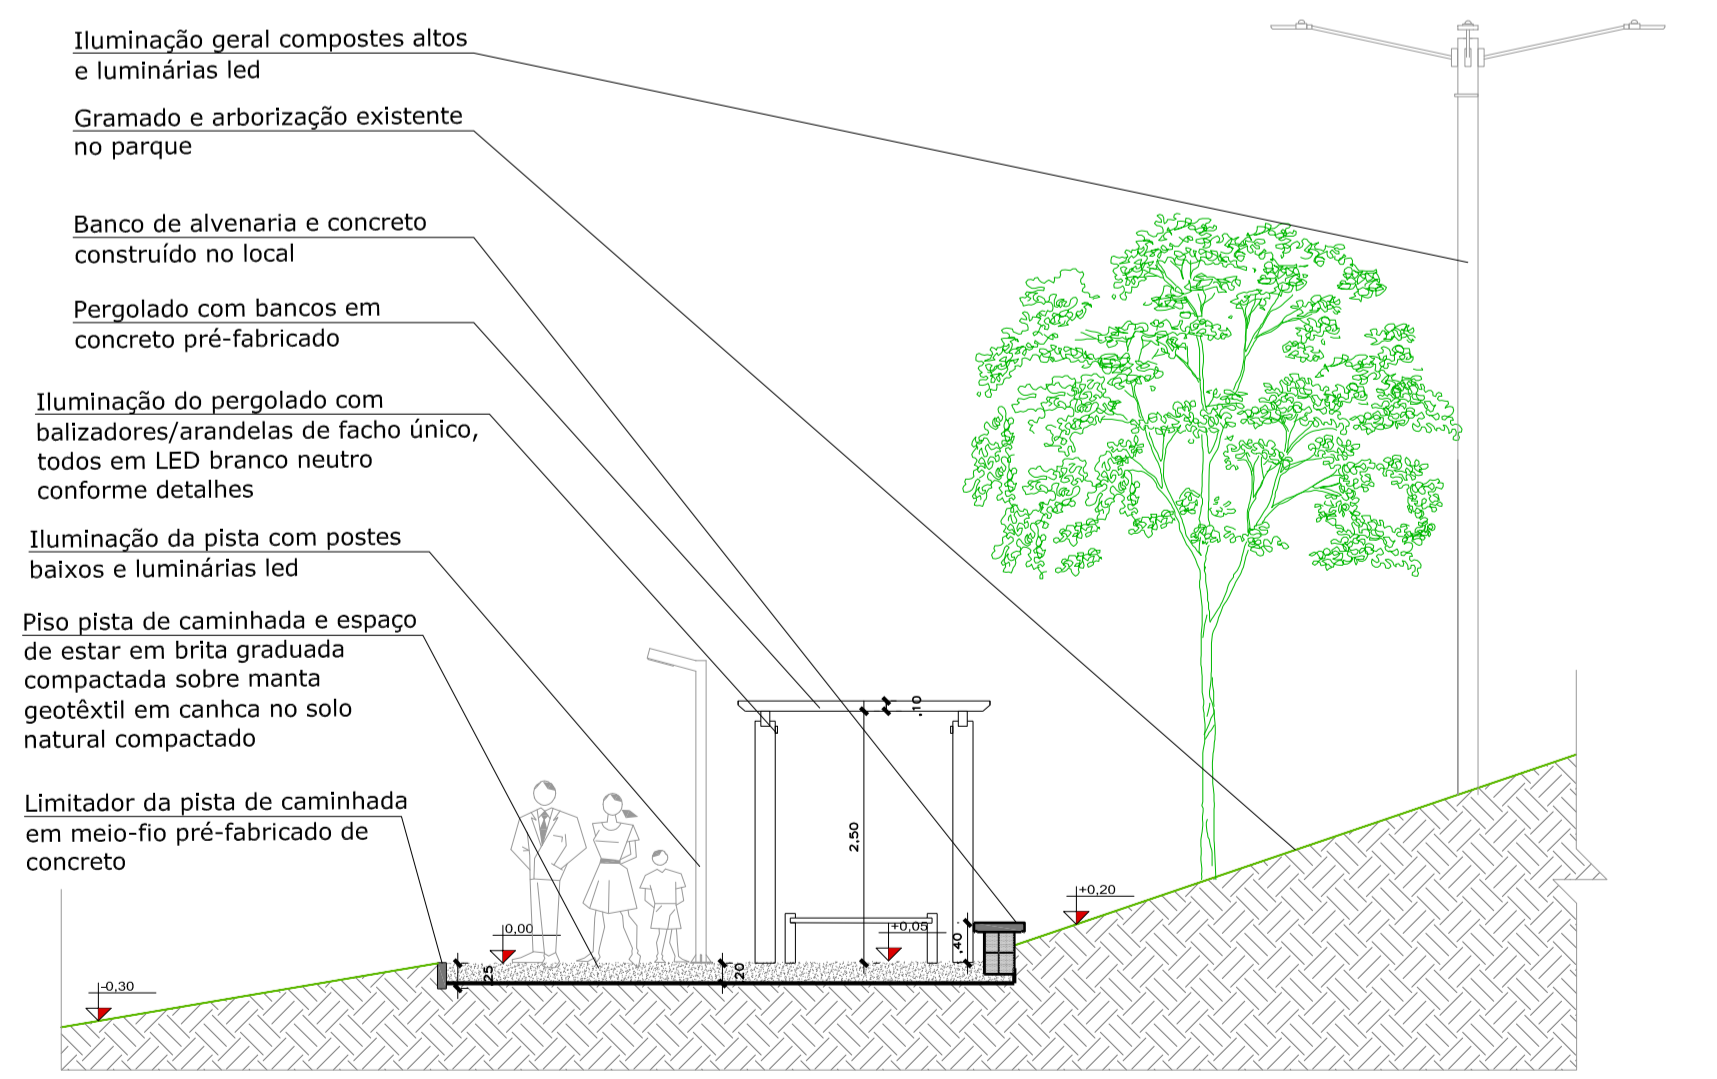 Iluminação geral compostes altos
e luminárias led
Gramado e arborização existente
no parque
Banco de alvenaria e concreto
construído no local
Pergolado com bancos em
concreto pré-fabricado
Iluminação do pergolado com
balizadores/arandelas de facho único,
todos em LED branco neutro
conforme detalhes
Iluminação da pista com postes
baixos e luminárias led
Piso pista de caminhada e espaço
de estar em brita graduada
compactada sobre manta
geotêxtil em canhca no solo
natural compactado
Limitador da pista de caminhada
em meio-fio pré-fabricado de
concreto
.10
2.50
+0,20
0,00
+0,05
.40
25
20
-0,30